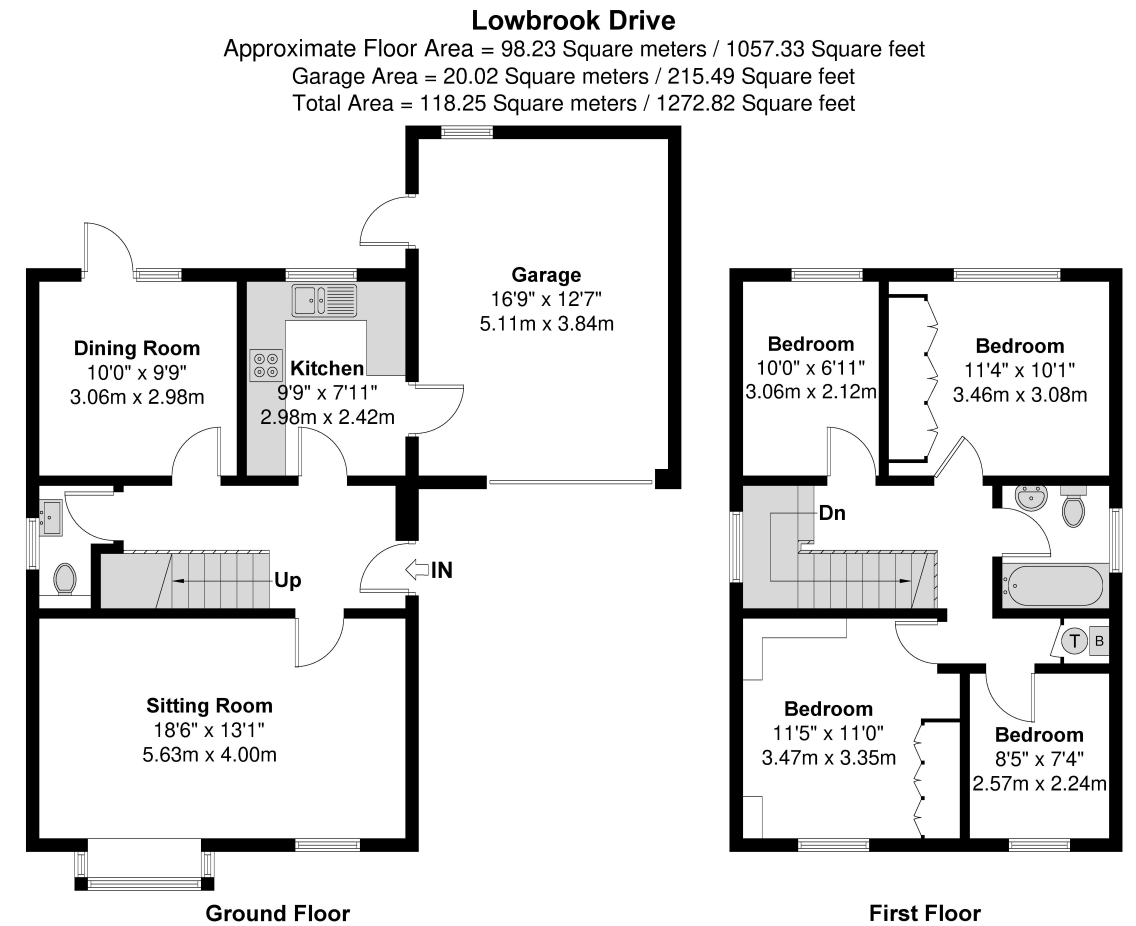 Lowbrook Drive
Approximate Floor Area = 98.23 Square meters / 1057.33 Square feet
Garage Area = 20.02 Square meters / 215.49 Square feet
Total Area = 118.25 Square meters / 1272.82 Square feet
Garage
16'9" x 12'7"
5.11m x 3.84m
Dining Room
10'0" x 9'9"
3.06m x 2.98m
Kitchen
9'9" x 7'11"
2.98m x 2.42m
Up
IN
Sitting Room
18'6" x 13'1"
5.63m x 4.00m
Ground Floor
Bedroom
10'0" x 6'11"
3.06m x 2.12m
Bedroom
11'4" x 10'1"
3.46m x 3.08m
Dn
T
B
Bedroom
11'5" x 11'0"
3.47m x 3.35m
Bedroom
8'5" x 7'4"
2.57m x 2.24m
First Floor